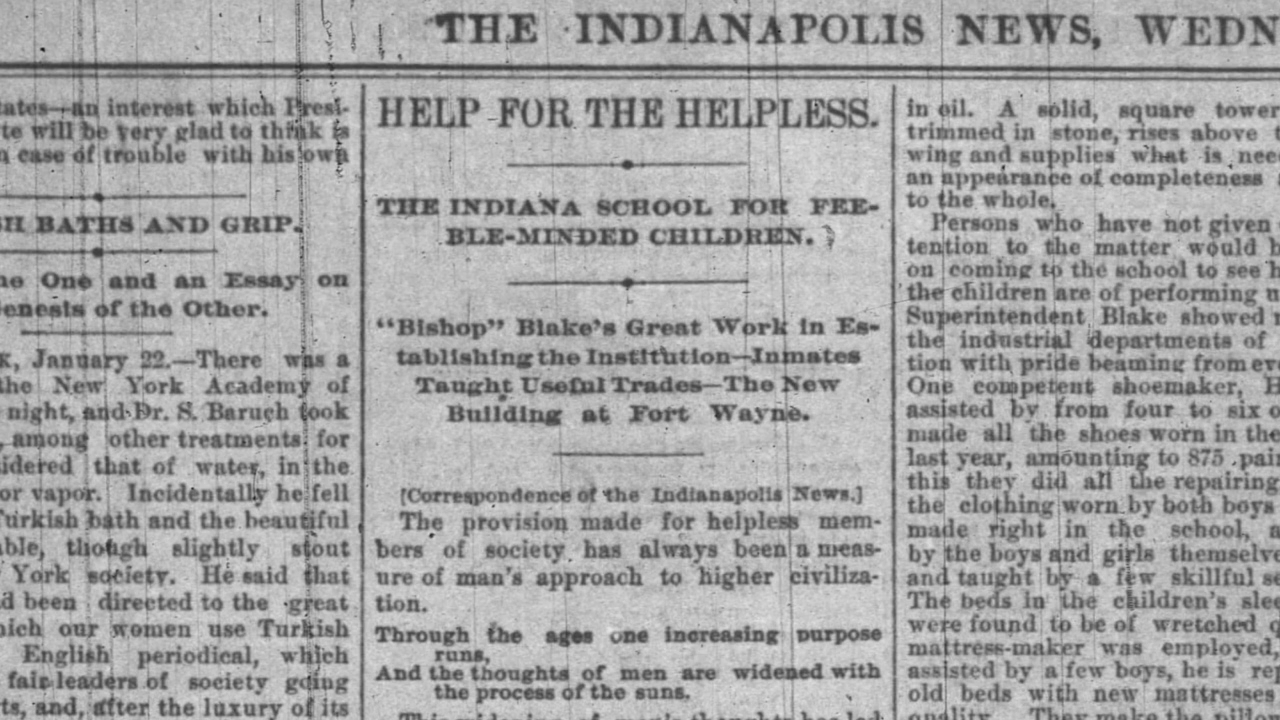 THE INDIANAPOLIS NEWS, WEDN
tates—an interest which Presi-
te will be very glad to think is
n case of trouble with his own
SH BATHS AND GRIP.
he One and an Essay on
Genesis of the Other.
K, January 22.—There was a
the New York Academy of
night, and Dr. S. Baruch took
, among other treatments for
idered that of water, in the
or vapor. Incidentally he fell
Turkish bath and the beautiful
able, though slightly stout
York society. He said that
d been directed to the great
hich our women use Turkish
English periodical, which
fair leaders of society going
ts, and, after the luxury of its
HELP FOR THE HELPLESS.
THE INDIANA SCHOOL FOR FEE-
BLE-MINDED CHILDREN.
"Bishop" Blake's Great Work in Es-
tablishing the Institution—Inmates
Taught Useful Trades—The New
Building at Fort Wayne.
[Correspondence of the Indianapolis News.]
The provision made for helpless mem-
bers of society has always been a meas-
ure of man's approach to higher civiliza-
tion.
Through the ages one increasing purpose
runs,
And the thoughts of men are widened with
the process of the suns.
in oil. A solid, square tower
trimmed in stone, rises above
wing and supplies what is need
an appearance of completeness
to the whole.
Persons who have not given
tention to the matter would b
on coming to the school to see h
the children are of performing u
Superintendent Blake showed
the industrial departments of
tion with pride beaming from ev
One competent shoemaker, H
assisted by from four to six o
made all the shoes worn in the
last year, amounting to 875 pair
this they did all the repairing
the clothing worn by both boys
made right in the school, a
by the boys and girls themselve
and taught by a few skillful se
The beds in the children's slee
were found to be of wretched q
mattress-maker was employed,
assisted by a few boys, he is rep
old beds with new mattresses